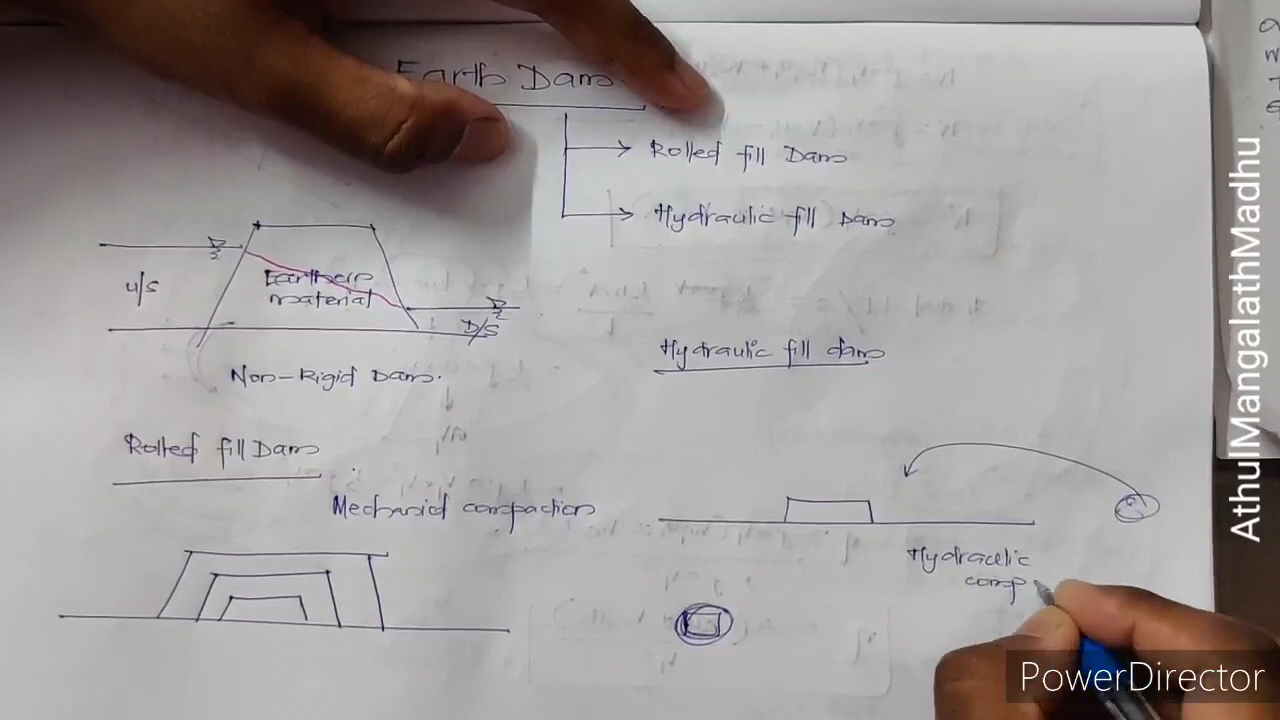 Earth Dam
Rolled fill Dam
Hydraulic fill Dam
u/s
Earthen
material
D/S
Non-Rigid Dam.
Hydraulic fill dam
Rolled fill Dam
Mechanical compaction
Hydraulic
comp
AthulMangalathMadhu
PowerDirector